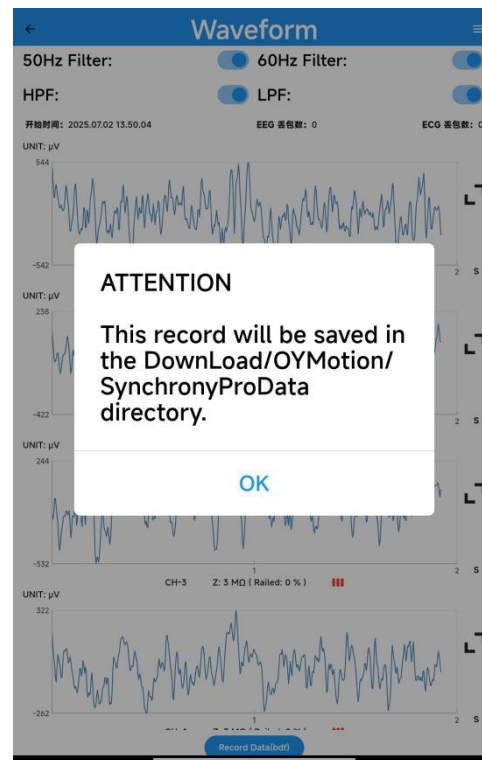 Waveform
50Hz Filter: 60Hz Filter:
HPF: LPF:
开始时间: 2025.07.02 13.50.04 EEG 丢包数: 0 ECG 丢包数: 0
UNIT: μV
544
-542
2 S
UNIT: μV
238
-422
2 S
UNIT: μV
244
-332
1 2 S
CH-3 Z: 3 MΩ ( Railed: 0 % )
UNIT: μV
322
-262
1 2 S
ATTENTION
This record will be saved in
the DownLoad/OYMotion/
SynchronyProData
directory.
OK
Record Data(bdf)